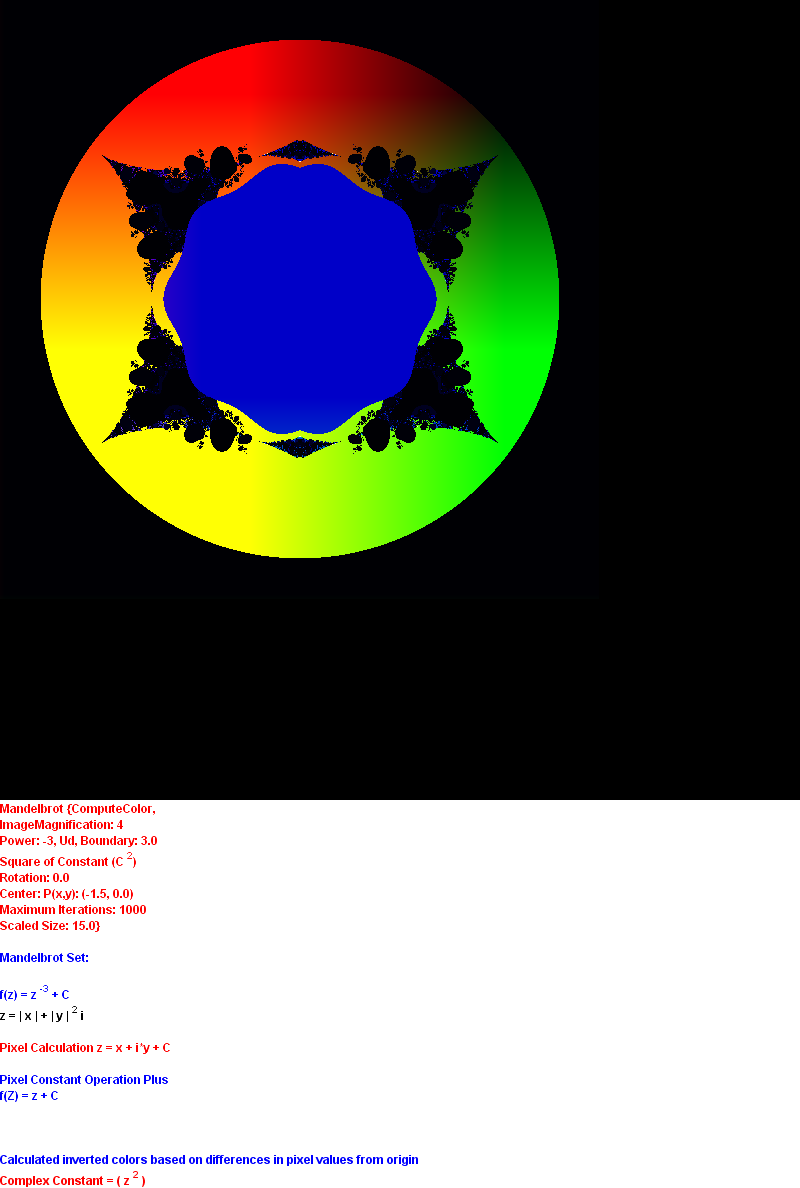 Mandelbrot {ComputeColor,
ImageMagnification: 4
Power: -3, Ud, Boundary: 3.0
Square of Constant (C 2)
Rotation: 0.0
Center: P(x,y): (-1.5, 0.0)
Maximum Iterations: 1000
Scaled Size: 15.0}
Mandelbrot Set:
f(z) = z -3 + C
z = | x | + | y | 2 i
Pixel Calculation z = x + i*y + C
Pixel Constant Operation Plus
f(Z) = z + C
Calculated inverted colors based on differences in pixel values from origin
Complex Constant = ( z 2 )